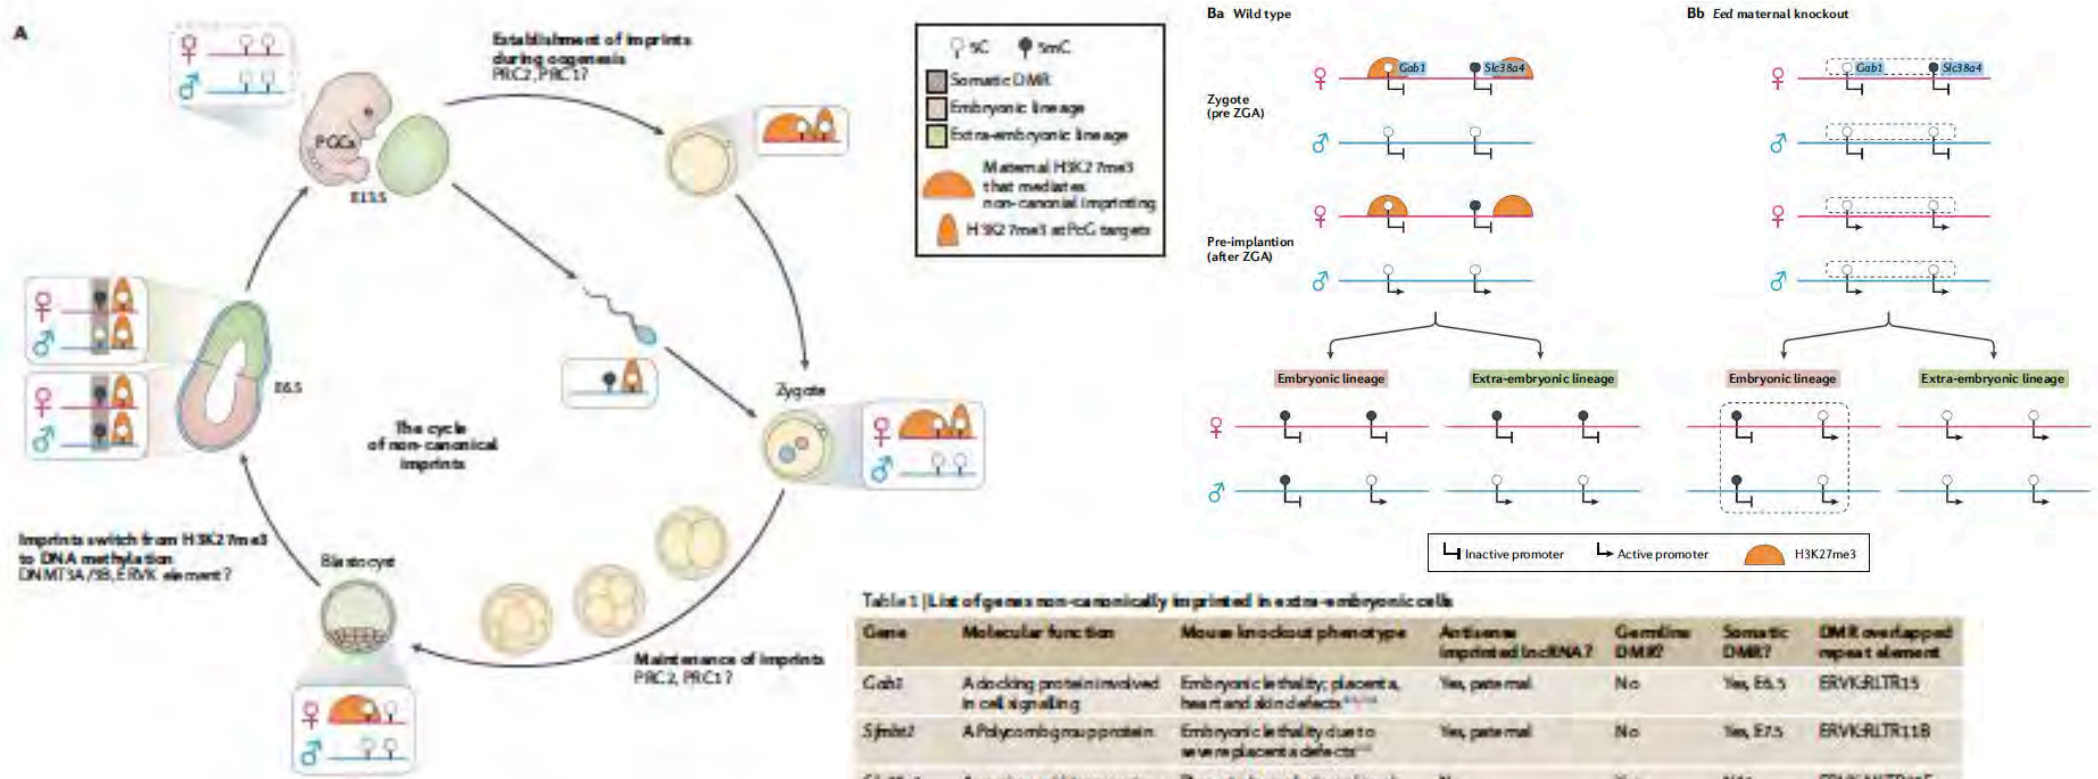 A
♀
♂
Establishment of imprints
during oogenesis
PRC2, PRC1?
PGCs
E13.5
5C 5mC
Somatic DMR
Embryonic lineage
Extra-embryonic lineage
Maternal H3K27me3
that mediates
non-canonial imprinting
H3K27me3 at PcG targets
♀
♂
♀
♂
E6.5
The cycle
of non-canonical
imprints
Zygote
♀
♂
Imprints switch from H3K27me3
to DNA methylation
DNMT3A/3B, ERVK element?
Blastocyst
Maintenance of imprints
PRC2, PRC1?
♀
♂
Ba Wild type
Gab1 Slc38a4
♀
Zygote
(pre ZGA)
♂
♀
Pre-implantion
(after ZGA)
♂
Embryonic lineage Extra-embryonic lineage
♀
♂
Bb Eed maternal knockout
Gab1 Slc38a4
♀
♂
♀
♂
Embryonic lineage Extra-embryonic lineage
Inactive promoter Active promoter H3K27me3
Table 1 | List of genes non-canonically imprinted in extra-embryonic cells
Gene Molecular function Mouse knockout phenotype Antisense imprinted lncRNA? Germline DMR? Somatic DMR? DMR overlapped repeat element
Gab1 A docking protein involved in cell signalling Embryonic lethality; placenta, heart and skin defects Yes, paternal No Yes, E6.5 ERVK:RLTR15
Sfmbt2 A Polycomb group protein Embryonic lethality due to severe placenta defects Yes, paternal No Yes, E7.5 ERVK:RLTR11B